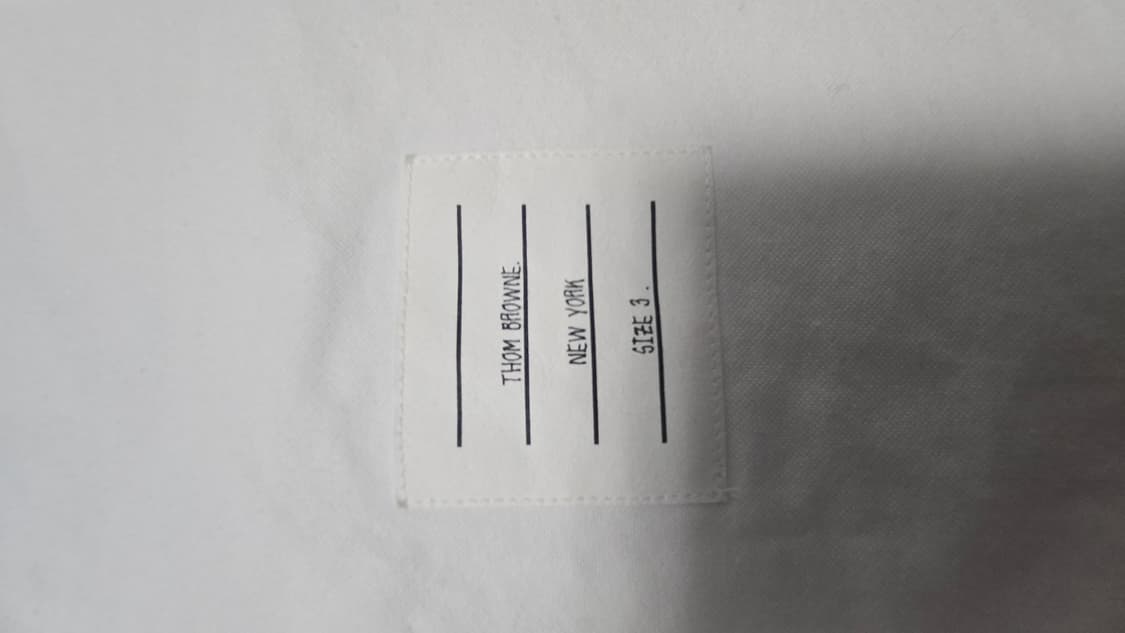 THOM BROWNE.
NEW YORK
SIZE 3.